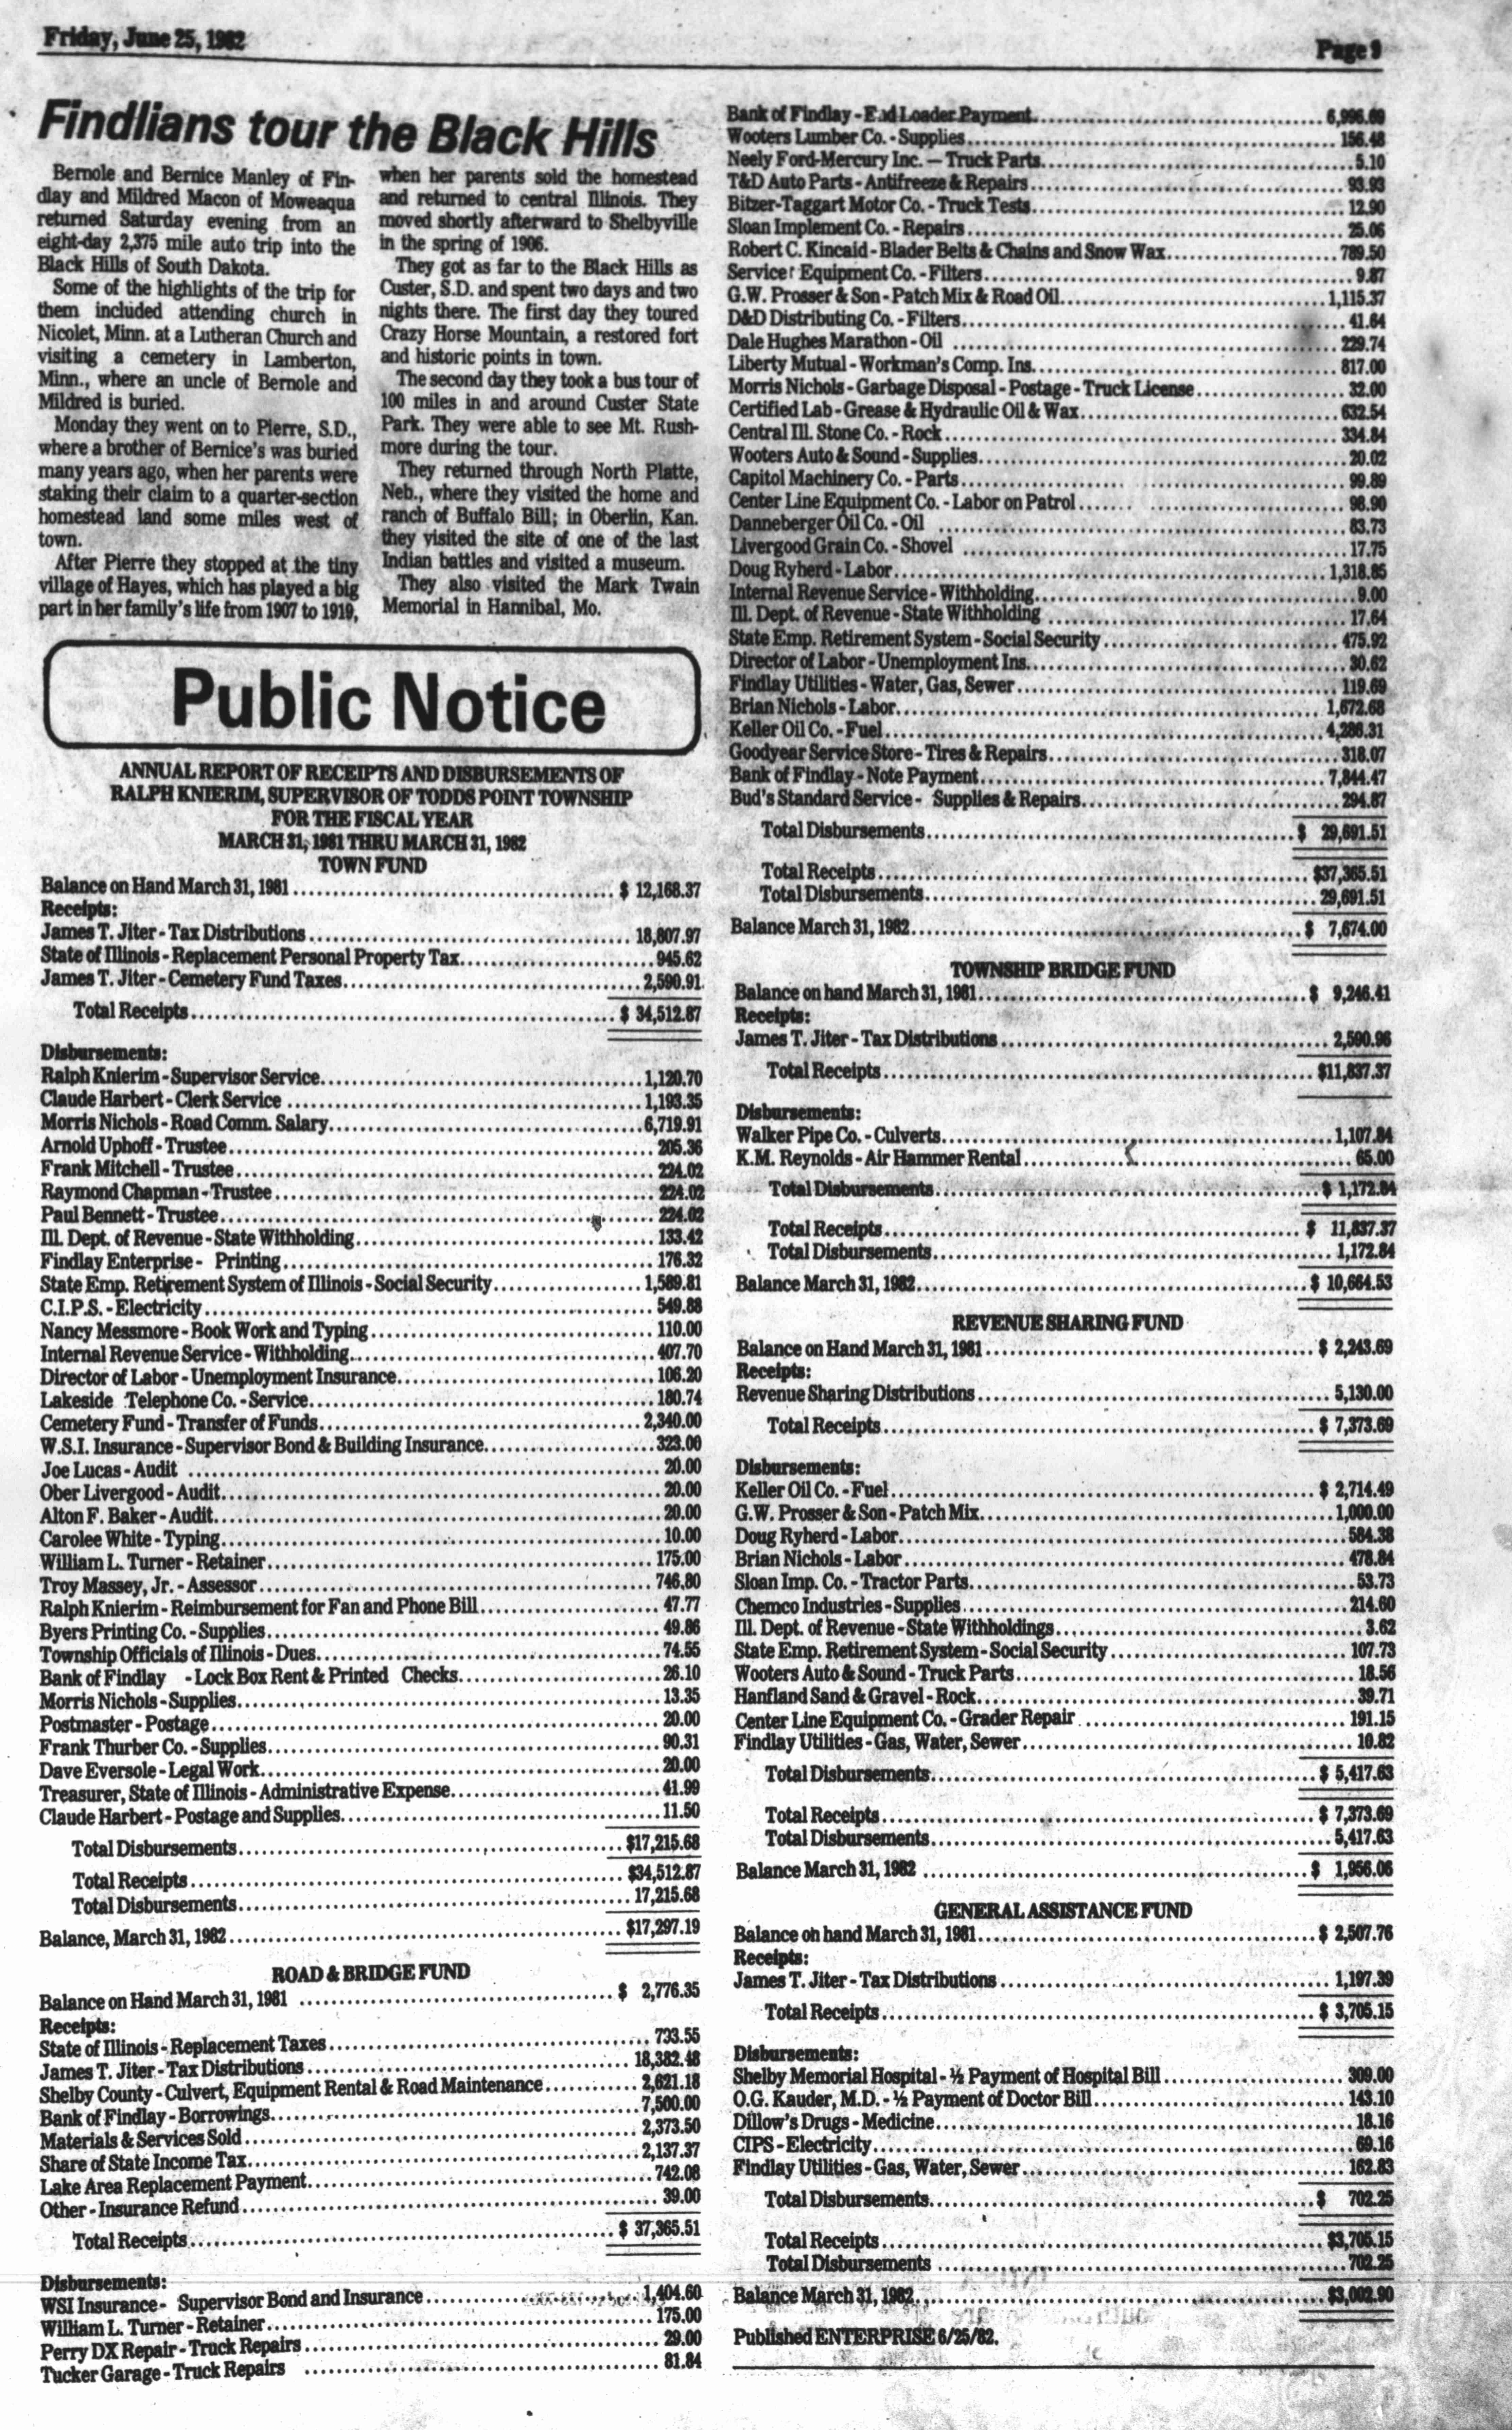 Friday, June 25, 1982
Page 9
Findlians tour the Black Hills
Bernole and Bernice Manley of Fin-
dlay and Mildred Macon of Moweaqua
returned Saturday evening from an
eight-day 2,375 mile auto trip into the
Black Hills of South Dakota.
Some of the highlights of the trip for
them included attending church in
Nicolet, Minn. at a Lutheran Church and
visiting a cemetery in Lamberton,
Minn., where an uncle of Bernole and
Mildred is buried.
Monday they went on to Pierre, S.D.,
where a brother of Bernice's was buried
many years ago, when her parents were
staking their claim to a quarter-section
homestead land some miles west of
town.
After Pierre they stopped at the tiny
village of Hayes, which has played a big
part in her family's life from 1907 to 1919,
when her parents sold the homestead
and returned to central Illinois. They
moved shortly afterward to Shelbyville
in the spring of 1906.
They got as far to the Black Hills as
Custer, S.D. and spent two days and two
nights there. The first day they toured
Crazy Horse Mountain, a restored fort
and historic points in town.
The second day they took a bus tour of
100 miles in and around Custer State
Park. They were able to see Mt. Rush-
more during the tour.
They returned through North Platte,
Neb., where they visited the home and
ranch of Buffalo Bill; in Oberlin, Kan.
they visited the site of one of the last
Indian battles and visited a museum.
They also visited the Mark Twain
Memorial in Hannibal, Mo.
Public Notice
ANNUAL REPORT OF RECEIPTS AND DISBURSEMENTS OF
RALPH KNIERIM, SUPERVISOR OF TODDS POINT TOWNSHIP
FOR THE FISCAL YEAR
MARCH 31, 1981 THRU MARCH 31, 1982
TOWN FUND
Balance on Hand March 31, 1981 ........ $ 12,168.37
Receipts:
James T. Jiter - Tax Distributions ........ 18,807.97
State of Illinois - Replacement Personal Property Tax ........ 945.62
James T. Jiter - Cemetery Fund Taxes ........ 2,590.91
Total Receipts ........ $ 34,512.87
Disbursements:
Ralph Knierim - Supervisor Service ........ 1,120.70
Claude Harbert - Clerk Service ........ 1,193.35
Morris Nichols - Road Comm. Salary ........ 6,719.91
Arnold Uphoff - Trustee ........ 205.36
Frank Mitchell - Trustee ........ 224.02
Raymond Chapman - Trustee ........ 224.02
Paul Bennett - Trustee ........ 224.02
Ill. Dept. of Revenue - State Withholding ........ 133.42
Findlay Enterprise - Printing ........ 176.32
State Emp. Retirement System of Illinois - Social Security ........ 1,589.81
C.I.P.S. - Electricity ........ 549.88
Nancy Messmore - Book Work and Typing ........ 110.00
Internal Revenue Service - Withholding ........ 407.70
Director of Labor - Unemployment Insurance ........ 106.20
Lakeside Telephone Co. - Service ........ 180.74
Cemetery Fund - Transfer of Funds ........ 2,340.00
W.S.I. Insurance - Supervisor Bond & Building Insurance ........ 323.00
Joe Lucas - Audit ........ 20.00
Ober Livergood - Audit ........ 20.00
Alton F. Baker - Audit ........ 20.00
Carolee White - Typing ........ 10.00
William L. Turner - Retainer ........ 175.00
Troy Massey, Jr. - Assessor ........ 746.80
Ralph Knierim - Reimbursement for Fan and Phone Bill ........ 47.77
Byers Printing Co. - Supplies ........ 49.86
Township Officials of Illinois - Dues ........ 74.55
Bank of Findlay - Lock Box Rent & Printed Checks ........ 26.10
Morris Nichols - Supplies ........ 13.35
Postmaster - Postage ........ 20.00
Frank Thurber Co. - Supplies ........ 90.31
Dave Eversole - Legal Work ........ 20.00
Treasurer, State of Illinois - Administrative Expense ........ 41.99
Claude Harbert - Postage and Supplies ........ 11.50
Total Disbursements ........ $17,215.68
Total Receipts ........ $34,512.87
Total Disbursements ........ 17,215.68
Balance, March 31, 1982 ........ $17,297.19
ROAD & BRIDGE FUND
Balance on Hand March 31, 1981 ........ $ 2,776.35
Receipts:
State of Illinois - Replacement Taxes ........ 793.55
James T. Jiter - Tax Distributions ........ 18,382.48
Shelby County - Culvert, Equipment Rental & Road Maintenance ........ 2,621.18
Bank of Findlay - Borrowings ........ 7,500.00
Materials & Services Sold ........ 2,373.50
Share of State Income Tax ........ 2,137.37
Lake Area Replacement Payment ........ 742.08
Other - Insurance Refund ........ 39.00
Total Receipts ........ $ 37,365.51
Disbursements:
WSI Insurance - Supervisor Bond and Insurance ........ 1,404.60
William L. Turner - Retainer ........ 175.00
Perry DX Repair - Truck Repairs ........ 29.00
Tucker Garage - Truck Repairs ........ 81.84
Bank of Findlay - End Loader Payment ........ 6,996.69
Wooters Lumber Co. - Supplies ........ 156.48
Neely Ford-Mercury Inc. — Truck Parts ........ 5.10
T&D Auto Parts - Antifreeze & Repairs ........ 93.93
Bitzer-Taggart Motor Co. - Truck Tests ........ 12.90
Sloan Implement Co. - Repairs ........ 25.06
Robert C. Kincaid - Blader Belts & Chains and Snow Wax ........ 789.50
Service Equipment Co. - Filters ........ 9.87
G.W. Prosser & Son - Patch Mix & Road Oil ........ 1,115.37
D&D Distributing Co. - Filters ........ 41.64
Dale Hughes Marathon - Oil ........ 229.74
Liberty Mutual - Workman's Comp. Ins. ........ 817.00
Morris Nichols - Garbage Disposal - Postage - Truck License ........ 32.00
Certified Lab - Grease & Hydraulic Oil & Wax ........ 632.54
Central Ill. Stone Co. - Rock ........ 334.84
Wooters Auto & Sound - Supplies ........ 20.02
Capitol Machinery Co. - Parts ........ 99.89
Center Line Equipment Co. - Labor on Patrol ........ 98.90
Danneberger Oil Co. - Oil ........ 83.73
Livergood Grain Co. - Shovel ........ 17.75
Doug Ryherd - Labor ........ 1,318.85
Internal Revenue Service - Withholding ........ 9.00
Ill. Dept. of Revenue - State Withholding ........ 17.64
State Emp. Retirement System - Social Security ........ 475.92
Director of Labor - Unemployment Ins. ........ 30.62
Findlay Utilities - Water, Gas, Sewer ........ 119.69
Brian Nichols - Labor ........ 1,672.68
Keller Oil Co. - Fuel ........ 4,286.31
Goodyear Service Store - Tires & Repairs ........ 318.07
Bank of Findlay - Note Payment ........ 7,844.47
Bud's Standard Service - Supplies & Repairs ........ 294.87
Total Disbursements ........ $ 29,691.51
Total Receipts ........ $37,365.51
Total Disbursements ........ 29,691.51
Balance March 31, 1982 ........ $ 7,674.00
TOWNSHIP BRIDGE FUND
Balance on hand March 31, 1981 ........ $ 9,246.41
Receipts:
James T. Jiter - Tax Distributions ........ 2,590.96
Total Receipts ........ $11,837.37
Disbursements:
Walker Pipe Co. - Culverts ........ 1,107.84
K.M. Reynolds - Air Hammer Rental ........ 65.00
Total Disbursements ........ $ 1,172.84
Total Receipts ........ $ 11,837.37
Total Disbursements ........ 1,172.84
Balance March 31, 1982 ........ $ 10,664.53
REVENUE SHARING FUND
Balance on Hand March 31, 1981 ........ $ 2,243.69
Receipts:
Revenue Sharing Distributions ........ 5,130.00
Total Receipts ........ $ 7,373.69
Disbursements:
Keller Oil Co. - Fuel ........ $ 2,714.49
G.W. Prosser & Son - Patch Mix ........ 1,000.00
Doug Ryherd - Labor ........ 584.38
Brian Nichols - Labor ........ 478.84
Sloan Imp. Co. - Tractor Parts ........ 53.73
Chemco Industries - Supplies ........ 214.60
Ill. Dept. of Revenue - State Withholdings ........ 3.62
State Emp. Retirement System - Social Security ........ 107.73
Wooters Auto & Sound - Truck Parts ........ 18.56
Hanfland Sand & Gravel - Rock ........ 39.71
Center Line Equipment Co. - Grader Repair ........ 191.15
Findlay Utilities - Gas, Water, Sewer ........ 10.82
Total Disbursements ........ $ 5,417.63
Total Receipts ........ $ 7,373.69
Total Disbursements ........ 5,417.63
Balance March 31, 1982 ........ $ 1,956.06
GENERAL ASSISTANCE FUND
Balance on hand March 31, 1981 ........ $ 2,507.76
Receipts:
James T. Jiter - Tax Distributions ........ 1,197.39
Total Receipts ........ $ 3,705.15
Disbursements:
Shelby Memorial Hospital - ½ Payment of Hospital Bill ........ 309.00
O.G. Kauder, M.D. - ½ Payment of Doctor Bill ........ 143.10
Dillow's Drugs - Medicine ........ 18.16
CIPS - Electricity ........ 69.16
Findlay Utilities - Gas, Water, Sewer ........ 162.83
Total Disbursements ........ $ 702.25
Total Receipts ........ $3,705.15
Total Disbursements ........ 702.25
Balance March 31, 1982 ........ $3,002.90
Published ENTERPRISE 6/25/82.